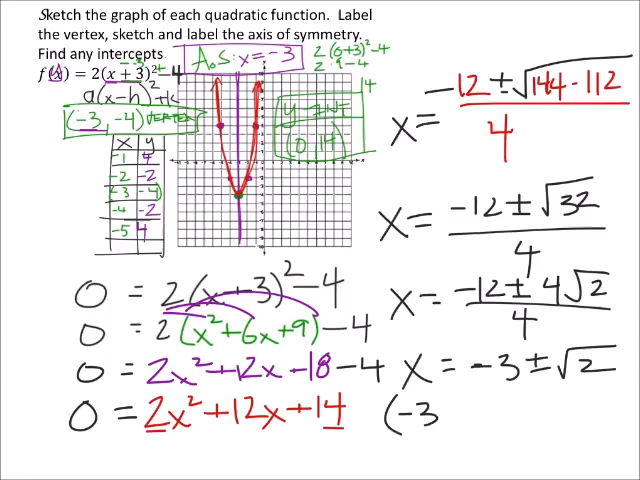 Sketch the graph of each quadratic function. Label
the vertex, sketch and label the axis of symmetry.
Find any intercepts
A.S: x = -3
f(x) = 2(x + 3)² - 4
a(x-h)² + k
(-3, -4) VERTEX
x y
-1 4
-2 -2
(-3 -4)
-4 -2
-5 4
2(0+3)² - 4
2·9 - 4
14
y-INT
(0, 14)
0 = 2(x + 3)² - 4
0 = 2(x² + 6x + 9) - 4
0 = 2x² + 12x + 18 - 4
0 = 2x² + 12x + 14
x = -12 ± √144 - 112
4
x = -12 ± √32
4
x = -12 ± 4√2
4
x = -3 ± √2
(-3